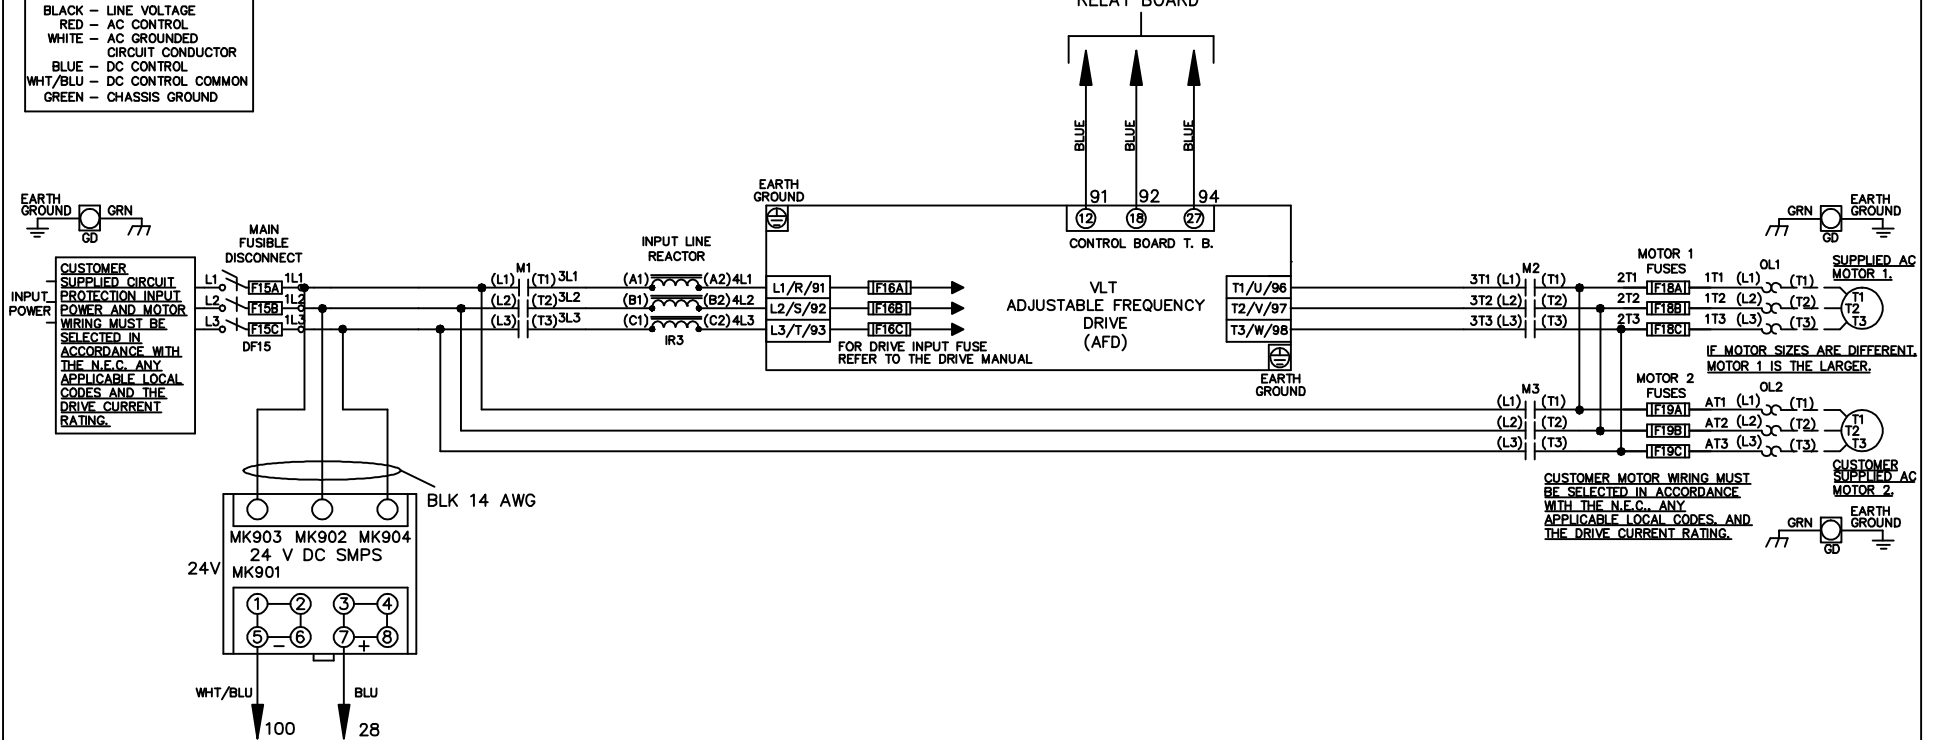 BLACK – LINE VOLTAGE
RED – AC CONTROL
WHITE – AC GROUNDED
CIRCUIT CONDUCTOR
BLUE – DC CONTROL
WHT/BLU – DC CONTROL COMMON
GREEN – CHASSIS GROUND
RELAY BOARD
BLUE
BLUE
BLUE
91 92 94
12 18 27
CONTROL BOARD T. B.
EARTH
GROUND
GRN
GD
MAIN
FUSIBLE
DISCONNECT
INPUT
POWER
CUSTOMER
SUPPLIED CIRCUIT
PROTECTION INPUT
POWER AND MOTOR
WIRING MUST BE
SELECTED IN
ACCORDANCE WITH
THE N.E.C. ANY
APPLICABLE LOCAL
CODES AND THE
DRIVE CURRENT
RATING.
L1 F15A 1L1
L2 F15B 1L2
L3 F15C 1L3
DF15
M1
(L1) (T1) 3L1
(L2) (T2) 3L2
(L3) (T3) 3L3
INPUT LINE
REACTOR
(A1) (A2) 4L1
(B1) (B2) 4L2
(C1) (C2) 4L3
IR3
EARTH
GROUND
L1/R/91 F16A
L2/S/92 F16B
L3/T/93 F16C
FOR DRIVE INPUT FUSE
REFER TO THE DRIVE MANUAL
VLT
ADJUSTABLE FREQUENCY
DRIVE
(AFD)
T1/U/96
T2/V/97
T3/W/98
EARTH
GROUND
M2
3T1 (L1) (T1)
3T2 (L2) (T2)
3T3 (L3) (T3)
MOTOR 1
FUSES
2T1 F18A 1T1
2T2 F18B 1T2
2T3 F18C 1T3
OL1
(L1) (T1)
(L2) (T2)
(L3) (T3)
GRN
GD
EARTH
GROUND
SUPPLIED AC
MOTOR 1.
T1
T2
T3
IF MOTOR SIZES ARE DIFFERENT,
MOTOR 1 IS THE LARGER.
M3
(L1) (T1)
(L2) (T2)
(L3) (T3)
MOTOR 2
FUSES
F19A AT1
F19B AT2
F19C AT3
OL2
(L1) (T1)
(L2) (T2)
(L3) (T3)
T1
T2
T3
CUSTOMER
SUPPLIED AC
MOTOR 2.
CUSTOMER MOTOR WIRING MUST
BE SELECTED IN ACCORDANCE
WITH THE N.E.C., ANY
APPLICABLE LOCAL CODES, AND
THE DRIVE CURRENT RATING.
GRN
GD
EARTH
GROUND
BLK 14 AWG
MK903 MK902 MK904
24 V DC SMPS
24V
MK901
1 2 3 4
5 – 6 7 + 8
WHT/BLU BLU
100 28